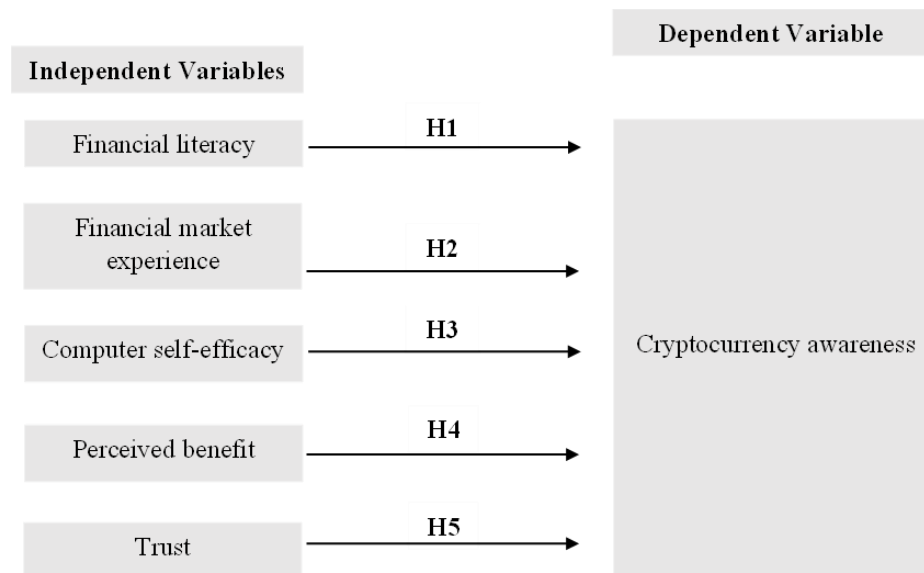 Dependent Variable
Independent Variables
Financial literacy
H1
Financial market
experience
H2
Computer self-efficacy
H3
Cryptocurrency awareness
Perceived benefit
H4
Trust
H5